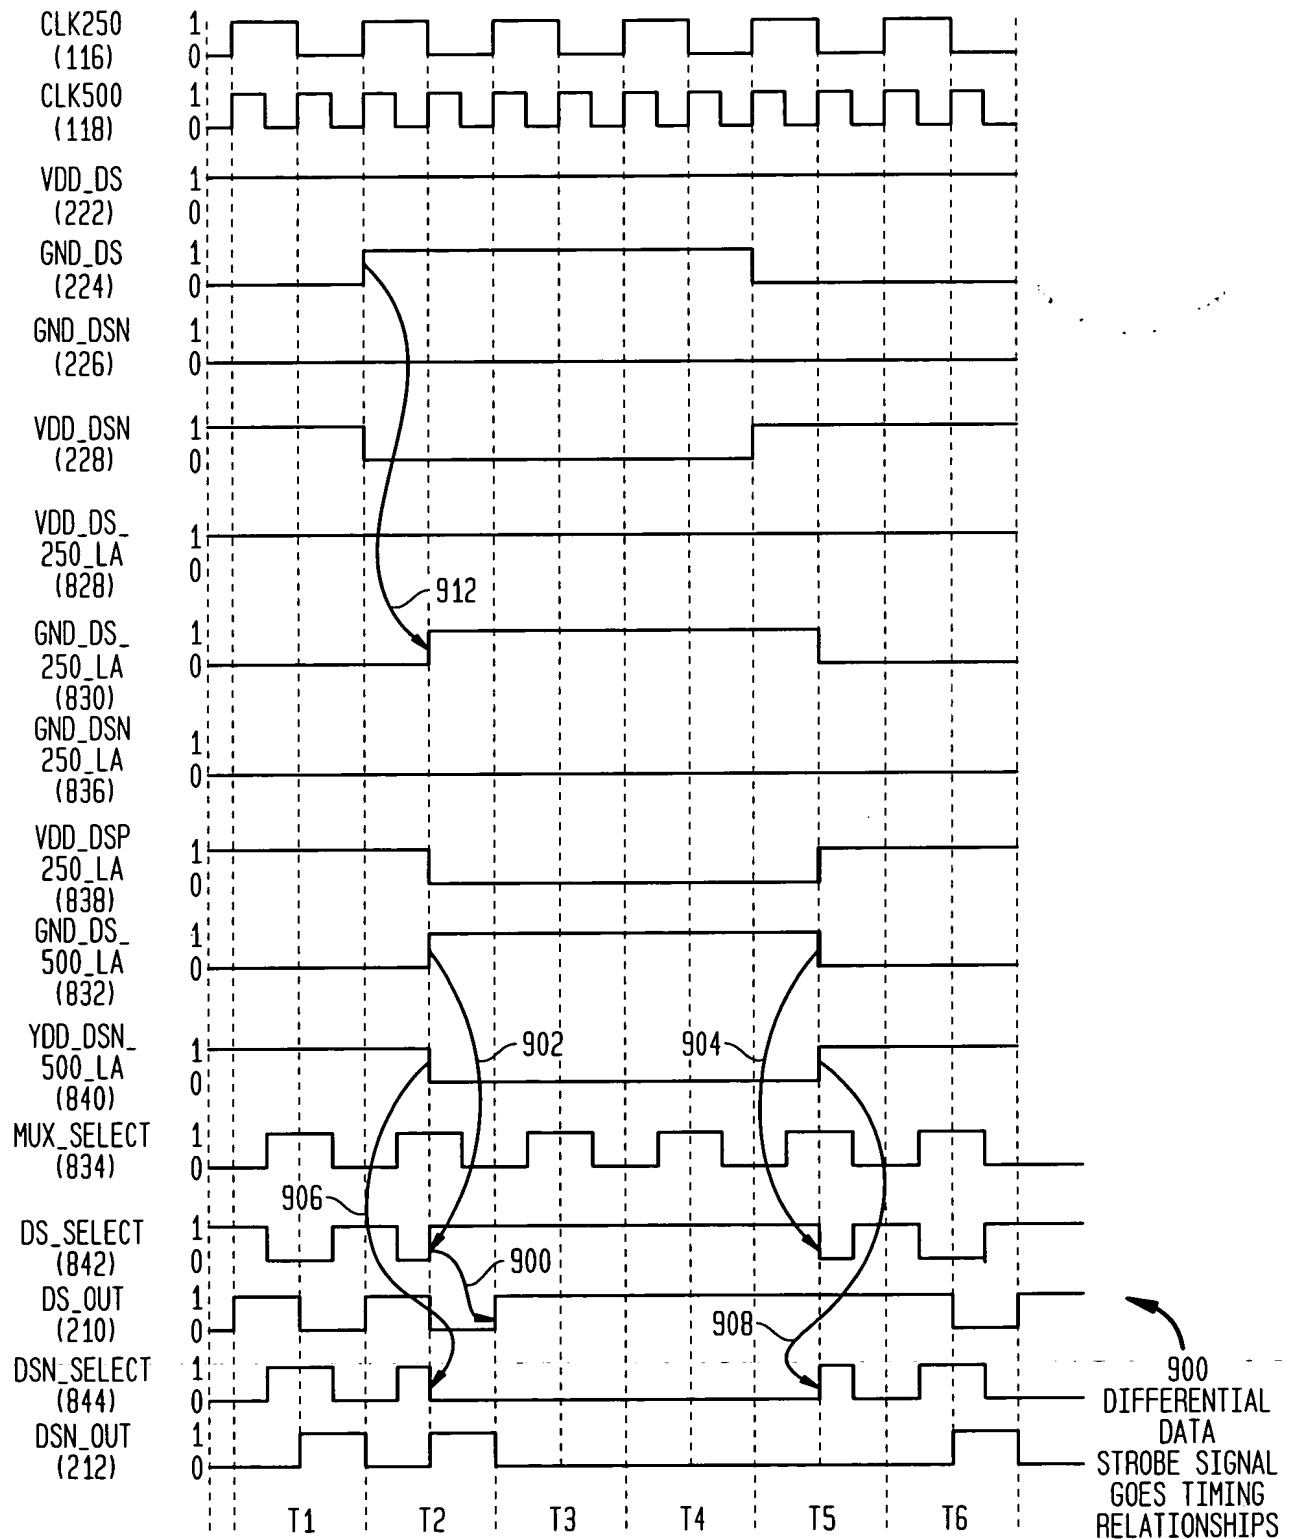 CLK250
(116)
1
0
CLK500
(118)
1
0
VDD_DS
(222)
1
0
GND_DS
(224)
1
0
GND_DSN
(226)
1
0
VDD_DSN
(228)
1
0
VDD_DS_
250_LA
(828)
1
0
912
GND_DS_
250_LA
(830)
1
0
GND_DSN
250_LA
(836)
1
0
VDD_DSP
250_LA
(838)
1
0
GND_DS_
500_LA
(832)
1
0
902
904
YDD_DSN_
500_LA
(840)
1
0
MUX_SELECT
(834)
1
0
906
DS_SELECT
(842)
1
0
900
DS_OUT
(210)
1
0
908
DSN_SELECT
(844)
1
0
DSN_OUT
(212)
1
0
T1 T2 T3 T4 T5 T6
900
DIFFERENTIAL
DATA
STROBE SIGNAL
GOES TIMING
RELATIONSHIPS